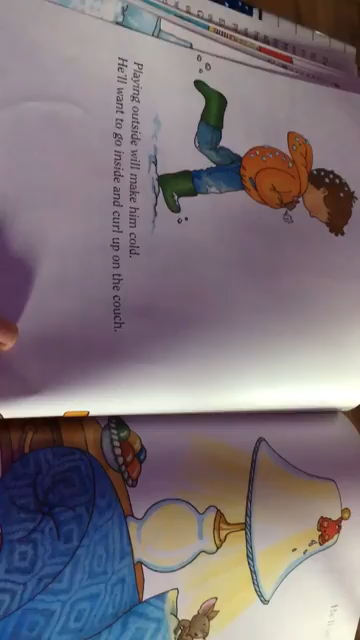 Playing outside will make him cold.
He'll want to go inside and curl up on the couch.